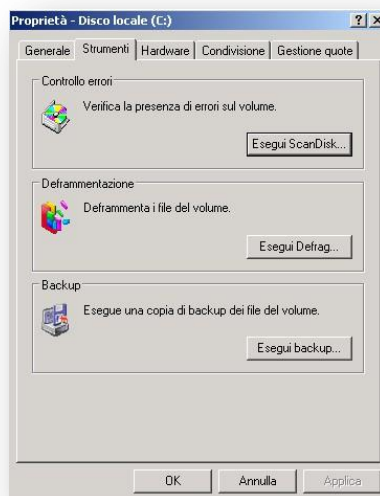 Proprietà - Disco locale (C:)
Generale Strumenti Hardware Condivisione Gestione quote
Controllo errori
Verifica la presenza di errori sul volume.
Esegui ScanDisk...
Deframmentazione
Deframmenta i file del volume.
Esegui Defrag...
Backup
Esegue una copia di backup dei file del volume.
Esegui backup...
OK Annulla Applica